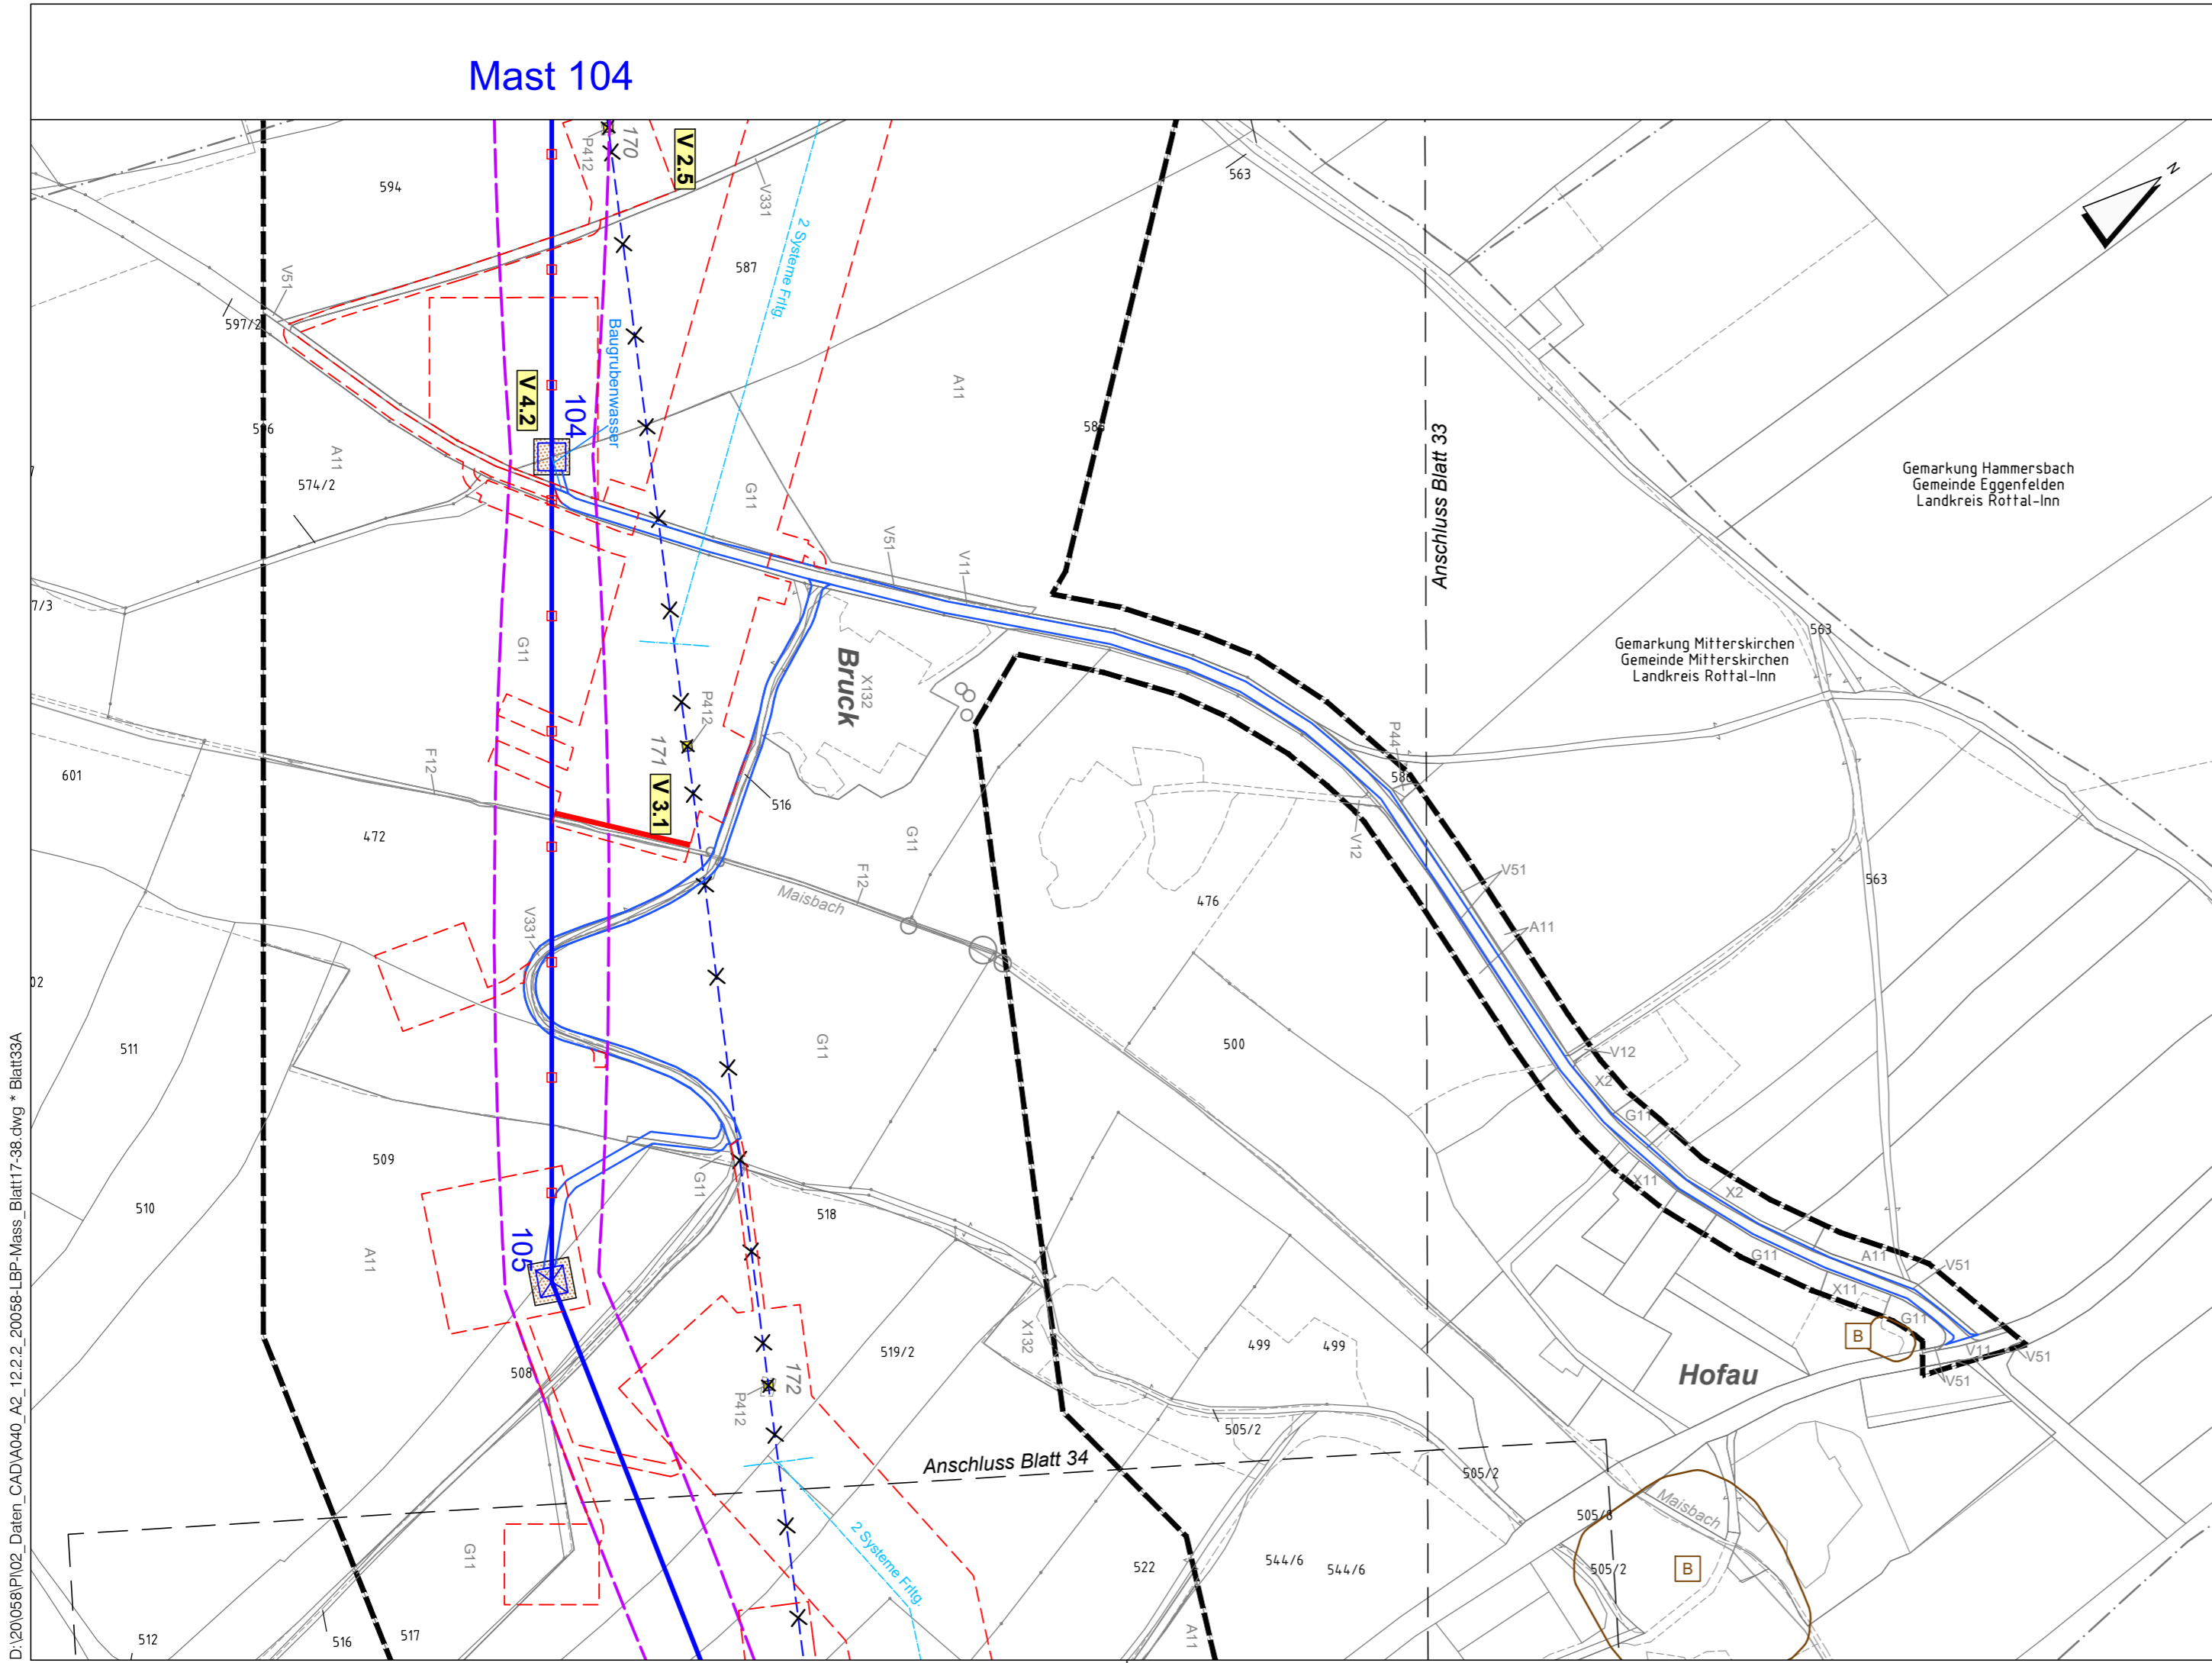 Mast 104
170
P412
V 2.5
V331
594
563
N
2 Systeme Frltg.
587
V51
597/2
Baugrubenwasser
V 4.2
104
A11
A11
574/2
G11
Anschluss Blatt 33
Gemarkung Hammersbach
Gemeinde Eggenfelden
Landkreis Rottal-Inn
V51
V11
7/3
G11
Bruck
X132
563
Gemarkung Mitterskirchen
Gemeinde Mitterskirchen
Landkreis Rottal-Inn
P412
171
V 3.1
P44
601
F12
516
472
G11
V12
F12
Maisbach
476
V51
563
A11
V331
02
511
G11
500
V12
X2
G11
509
G11
X11
X2
510
518
A11
105
G11
A11
V51
X11
G11
B
V11
V51
V51
X132
499
499
519/2
508
172
P412
Hofau
505/2
Anschluss Blatt 34
505/2
505/8
Maisbach
2 Systeme Frltg.
G11
522
544/6
544/6
505/2
B
A11
512
516
517
D:\20\058\PI\02_Daten_CAD\A040_A2_12.2.2_20058-LBP-Mass_Blatt17-38.dwg * Blatt33A